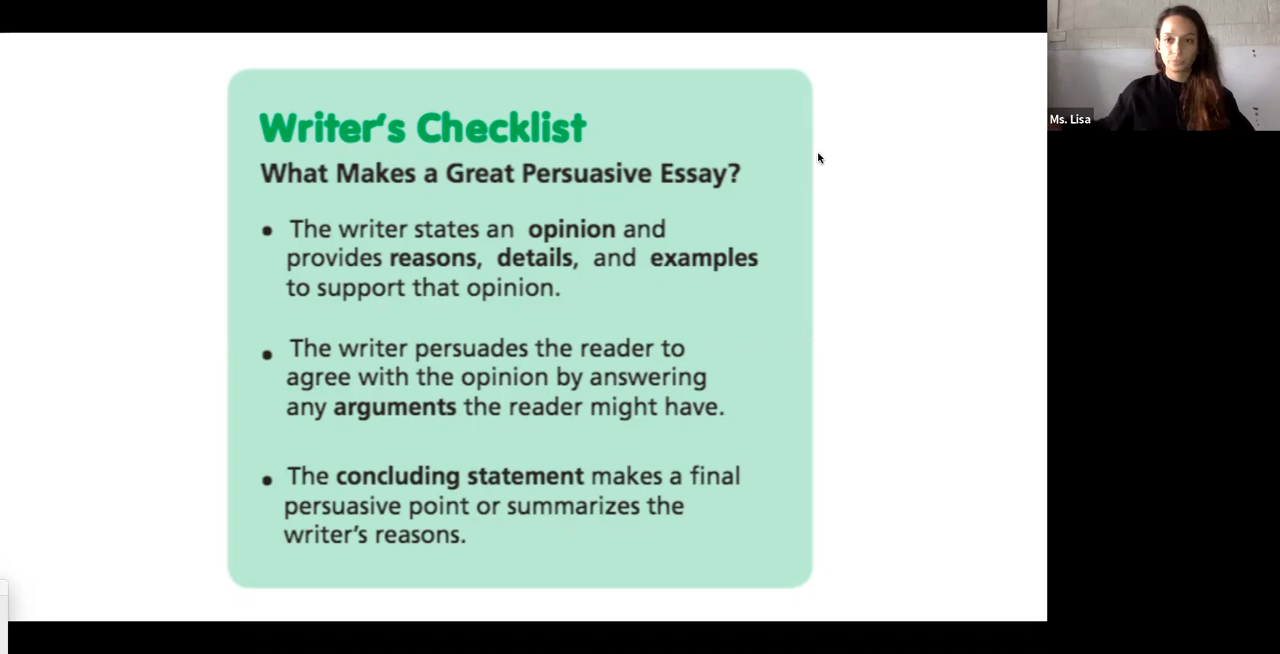 Writer's Checklist
What Makes a Great Persuasive Essay?
• The writer states an opinion and
provides reasons, details, and examples
to support that opinion.
• The writer persuades the reader to
agree with the opinion by answering
any arguments the reader might have.
• The concluding statement makes a final
persuasive point or summarizes the
writer's reasons.
Ms. Lisa